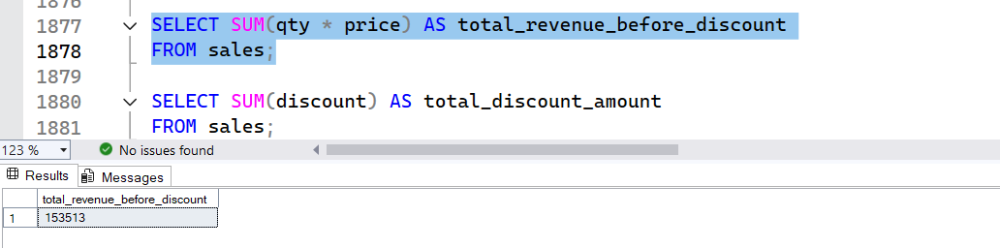 1876
1877 SELECT SUM(qty * price) AS total_revenue_before_discount
1878 FROM sales;
1879
1880 SELECT SUM(discount) AS total_discount_amount
1881 FROM sales;
123 % No issues found
Results Messages
total_revenue_before_discount
1 153513